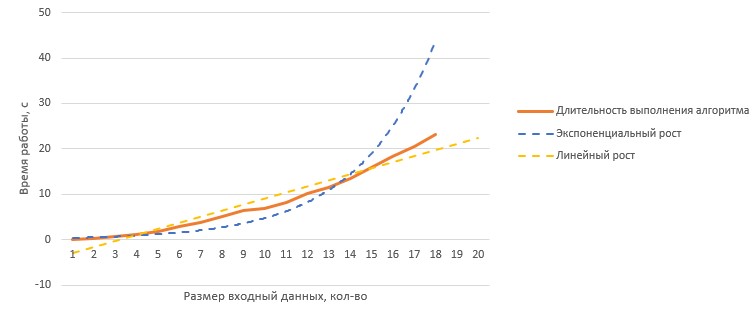 50
40
30
20
10
0
-10
Время работы, с
1 2 3 4 5 6 7 8 9 10 11 12 13 14 15 16 17 18 19 20
Размер входный данных, кол-во
Длительность выполнения алгоритма
Экспоненциальный рост
Линейный рост